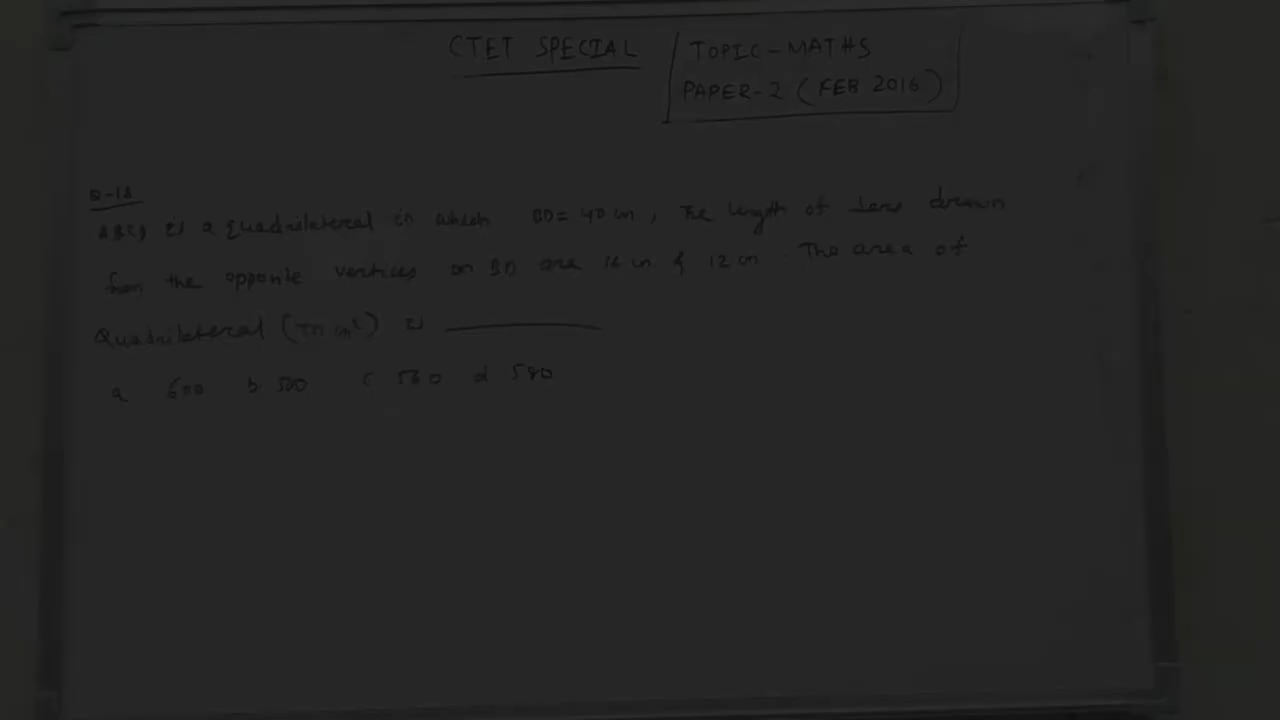 CTET SPECIAL
TOPIC - MATHS
PAPER-2 (FEB 2016)
Q-18
ABCD is a quadrilateral in which BD = 40 cm, The length of ⊥ers drawn
from the opposite vertices on BD are 16 cm & 12 cm The area of
Quadrilateral (In cm²) is ________
a 600 b 500 c 560 d 580